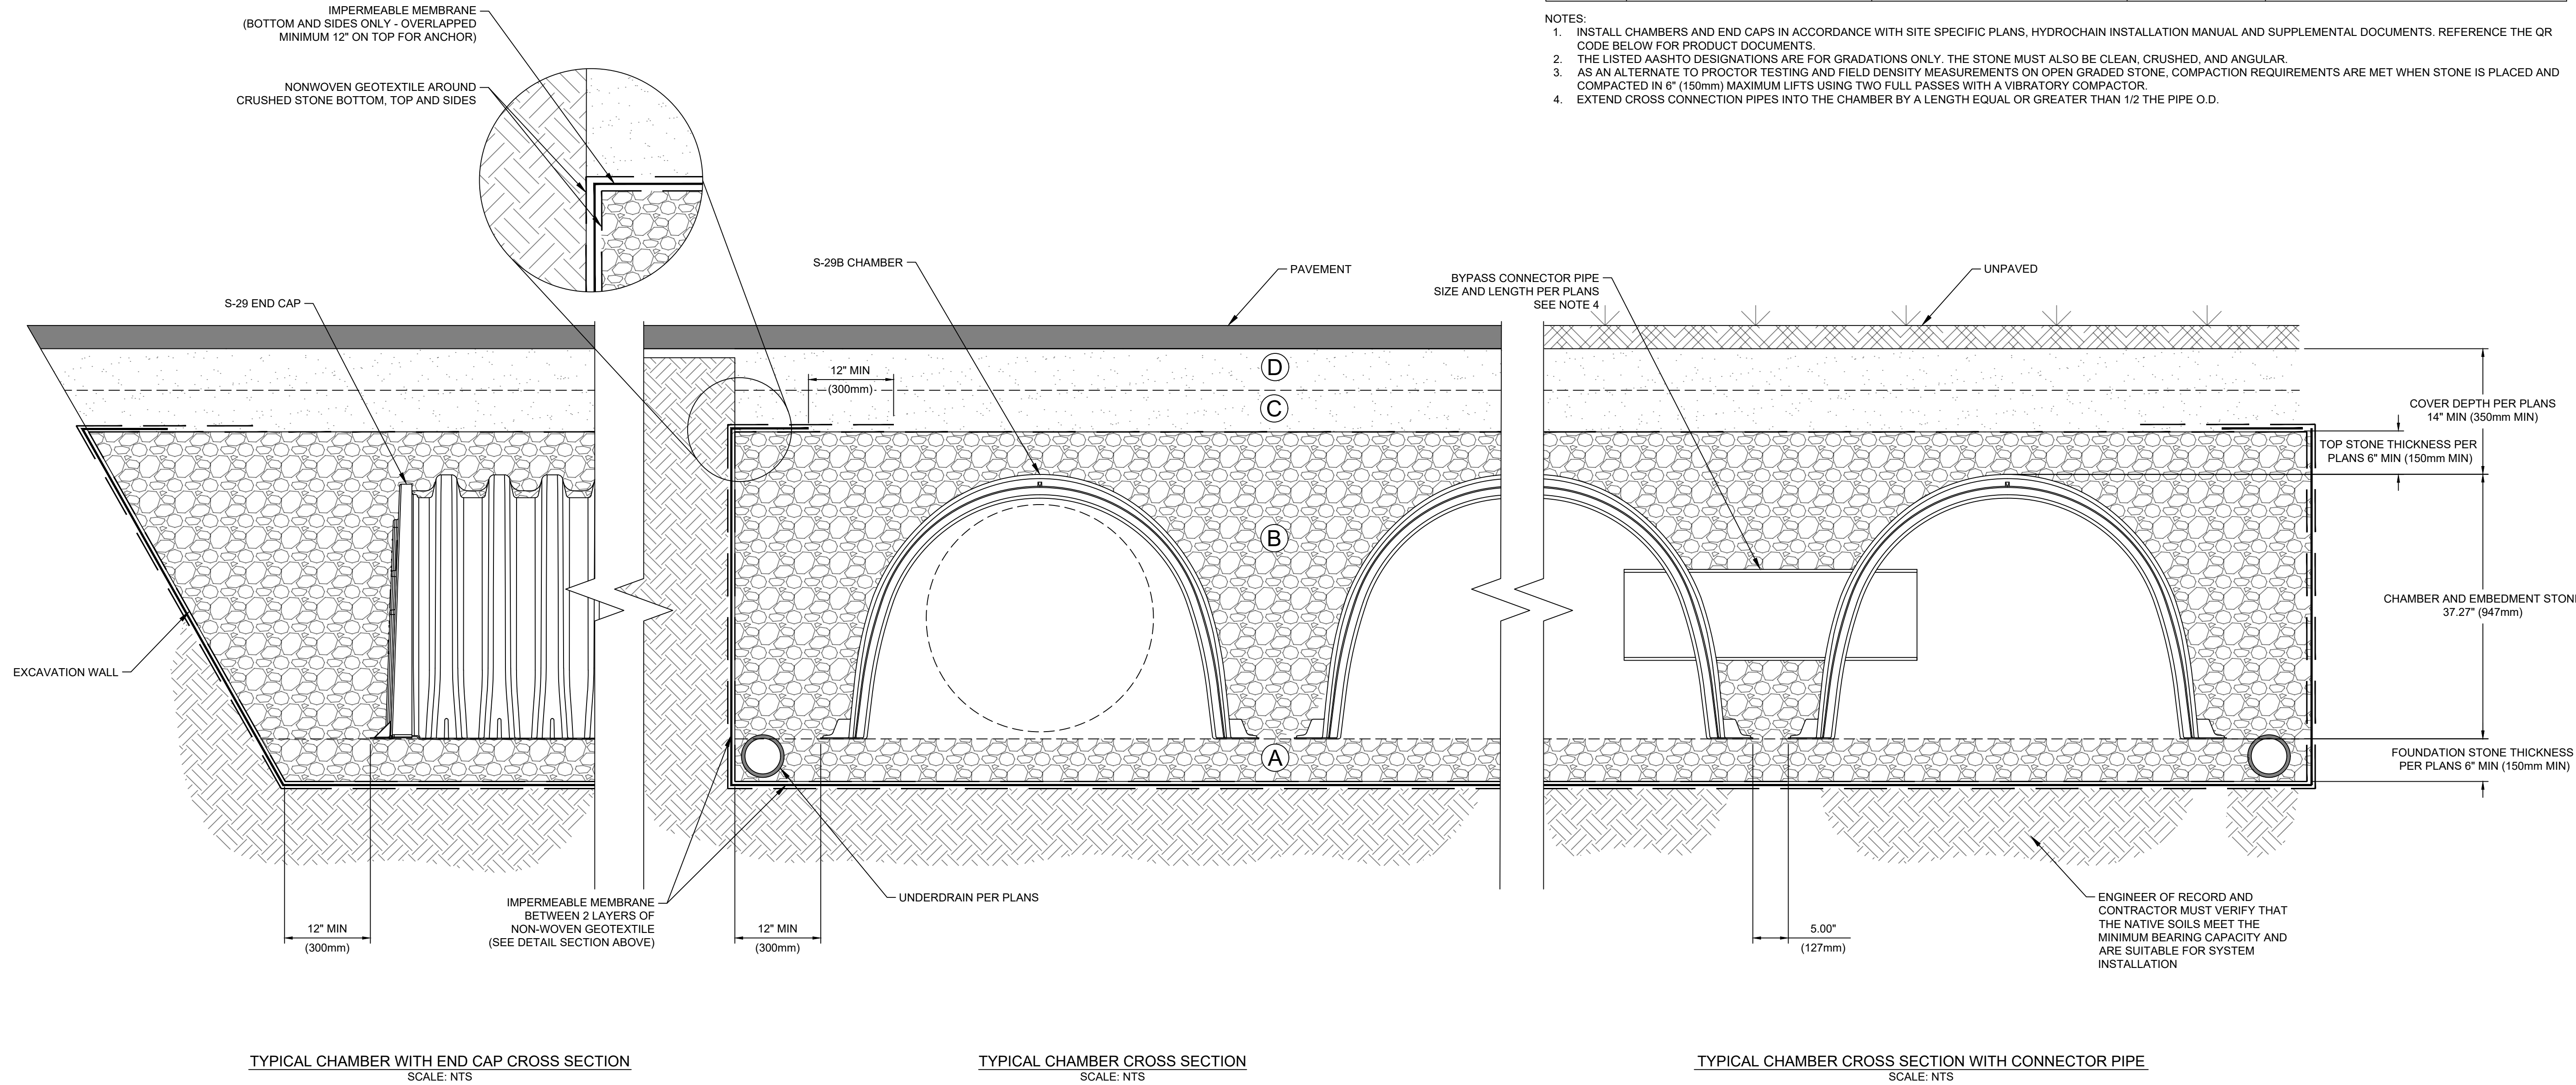 NOTES:
1. INSTALL CHAMBERS AND END CAPS IN ACCORDANCE WITH SITE SPECIFIC PLANS, HYDROCHAIN INSTALLATION MANUAL AND SUPPLEMENTAL DOCUMENTS. REFERENCE THE QR
CODE BELOW FOR PRODUCT DOCUMENTS.
2. THE LISTED AASHTO DESIGNATIONS ARE FOR GRADATIONS ONLY. THE STONE MUST ALSO BE CLEAN, CRUSHED, AND ANGULAR.
3. AS AN ALTERNATE TO PROCTOR TESTING AND FIELD DENSITY MEASUREMENTS ON OPEN GRADED STONE, COMPACTION REQUIREMENTS ARE MET WHEN STONE IS PLACED AND
COMPACTED IN 6" (150mm) MAXIMUM LIFTS USING TWO FULL PASSES WITH A VIBRATORY COMPACTOR.
4. EXTEND CROSS CONNECTION PIPES INTO THE CHAMBER BY A LENGTH EQUAL OR GREATER THAN 1/2 THE PIPE O.D.
IMPERMEABLE MEMBRANE
(BOTTOM AND SIDES ONLY - OVERLAPPED
MINIMUM 12" ON TOP FOR ANCHOR)
NONWOVEN GEOTEXTILE AROUND
CRUSHED STONE BOTTOM, TOP AND SIDES
S-29 END CAP
S-29B CHAMBER
PAVEMENT
BYPASS CONNECTOR PIPE
SIZE AND LENGTH PER PLANS
SEE NOTE 4
UNPAVED
12" MIN
(300mm)
D
C
B
A
COVER DEPTH PER PLANS
14" MIN (350mm MIN)
TOP STONE THICKNESS PER
PLANS 6" MIN (150mm MIN)
CHAMBER AND EMBEDMENT STONE
37.27" (947mm)
FOUNDATION STONE THICKNESS
PER PLANS 6" MIN (150mm MIN)
EXCAVATION WALL
12" MIN
(300mm)
IMPERMEABLE MEMBRANE
BETWEEN 2 LAYERS OF
NON-WOVEN GEOTEXTILE
(SEE DETAIL SECTION ABOVE)
12" MIN
(300mm)
UNDERDRAIN PER PLANS
5.00"
(127mm)
ENGINEER OF RECORD AND
CONTRACTOR MUST VERIFY THAT
THE NATIVE SOILS MEET THE
MINIMUM BEARING CAPACITY AND
ARE SUITABLE FOR SYSTEM
INSTALLATION
TYPICAL CHAMBER WITH END CAP CROSS SECTION
SCALE: NTS
TYPICAL CHAMBER CROSS SECTION
SCALE: NTS
TYPICAL CHAMBER CROSS SECTION WITH CONNECTOR PIPE
SCALE: NTS